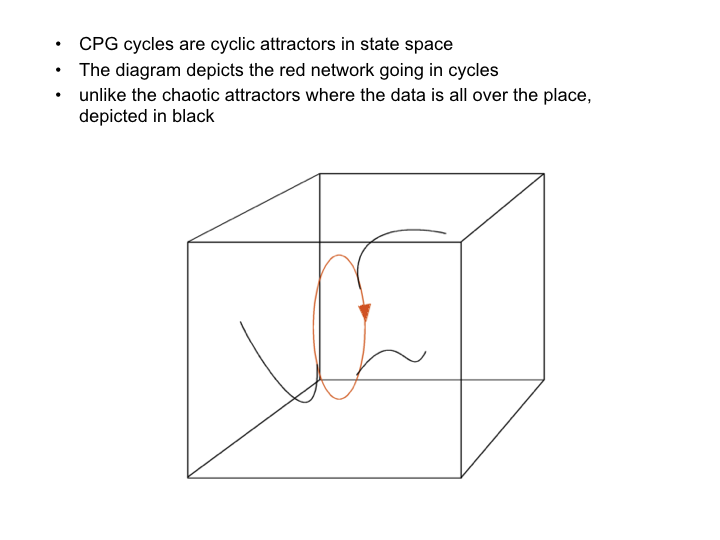 • CPG cycles are cyclic attractors in state space
• The diagram depicts the red network going in cycles
• unlike the chaotic attractors where the data is all over the place,
depicted in black